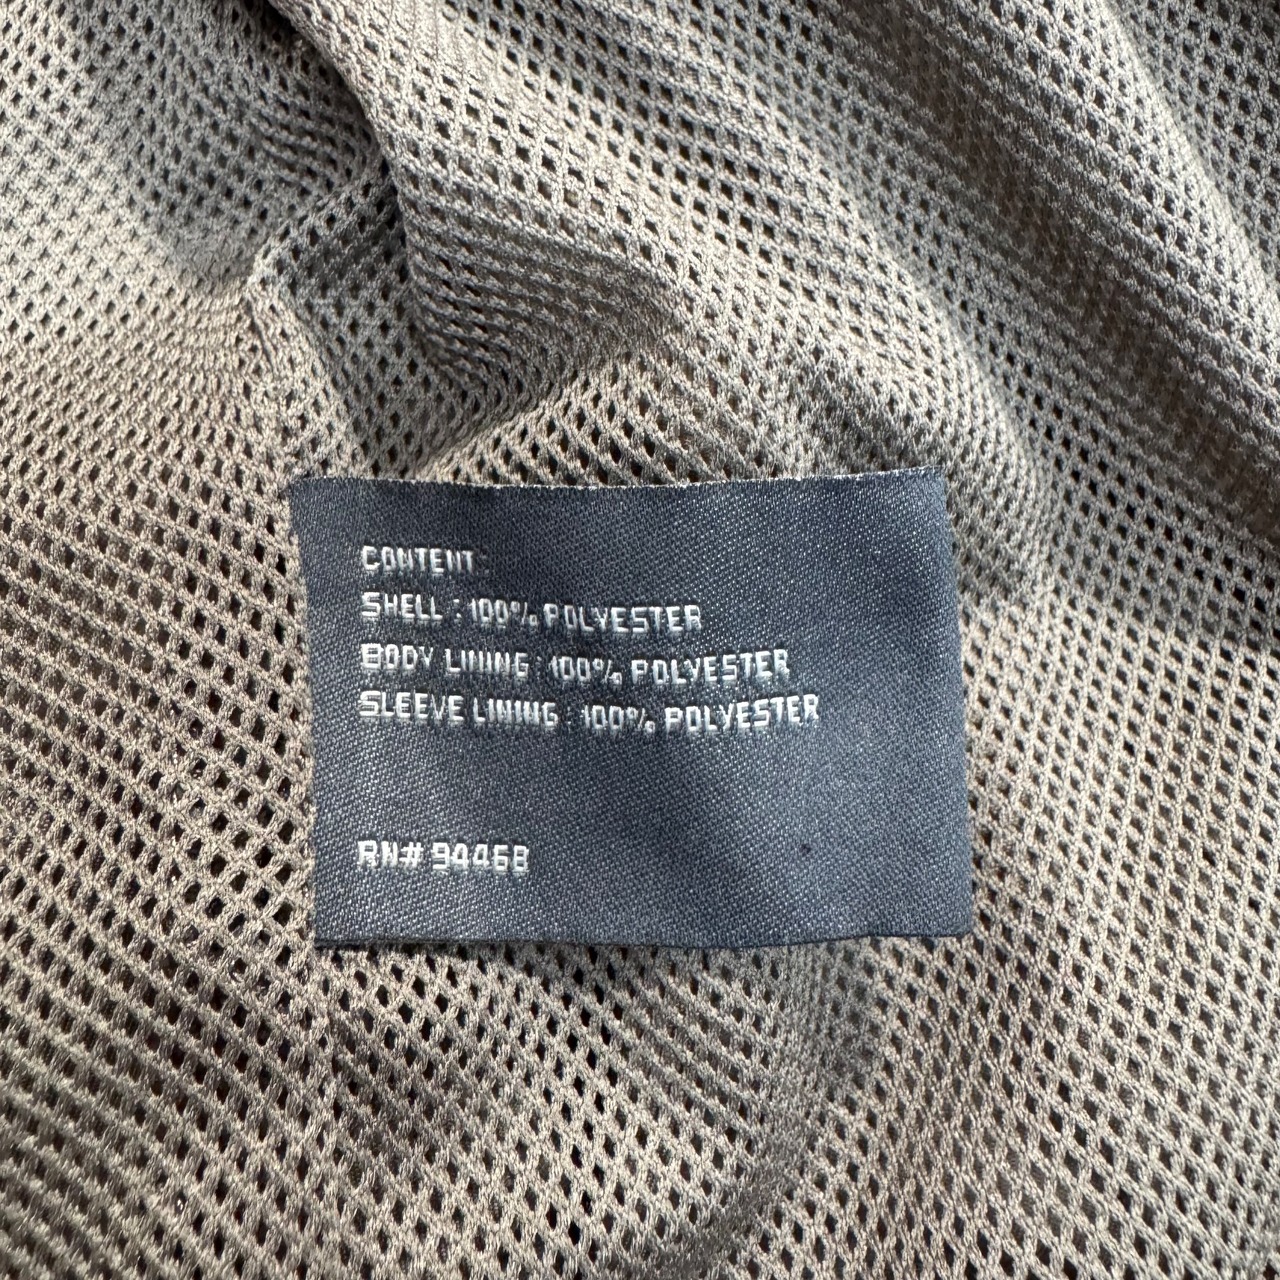 CONTENT:
SHELL : 100% POLYESTER
BODY LINING : 100% POLYESTER
SLEEVE LINING : 100% POLYESTER
RN# 94468